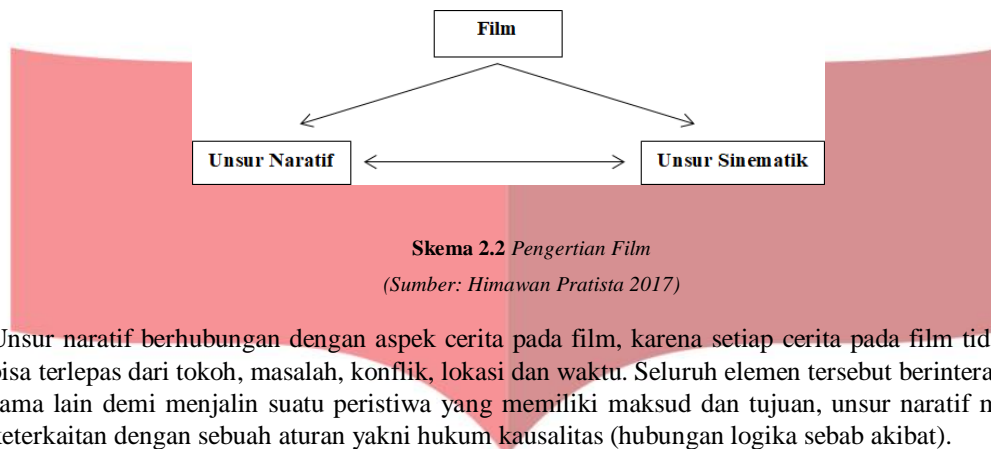 Film
Unsur Naratif Unsur Sinematik
Skema 2.2 Pengertian Film
(Sumber: Himawan Pratista 2017)
Unsur naratif berhubungan dengan aspek cerita pada film, karena setiap cerita pada film
bisa terlepas dari tokoh, masalah, konflik, lokasi dan waktu. Seluruh elemen tersebut
lain demi menjalin suatu peristiwa yang memiliki maksud dan tujuan, unsur naratif
keterkaitan dengan sebuah aturan yakni hukum kausalitas (hubungan logika sebab akibat).